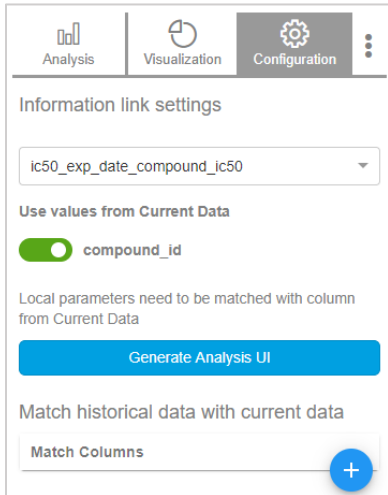 Analysis
Visualization
Configuration
Information link settings
ic50_exp_date_compound_ic50
Use values from Current Data
compound_id
Local parameters need to be matched with column
from Current Data
Generate Analysis UI
Match historical data with current data
Match Columns
+